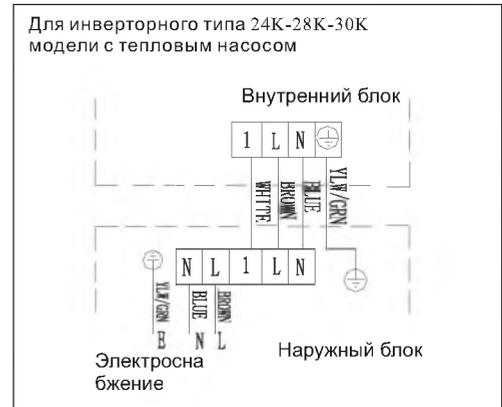 Для инверторного типа 24K-28K-30K
модели с тепловым насосом
Внутренний блок
1 L N
WHITE BROWN BLUE YLW/GRN
N L 1 L N
YLW/GRN BLUE BROWN
E N L
Электросна
бжение
Наружный блок